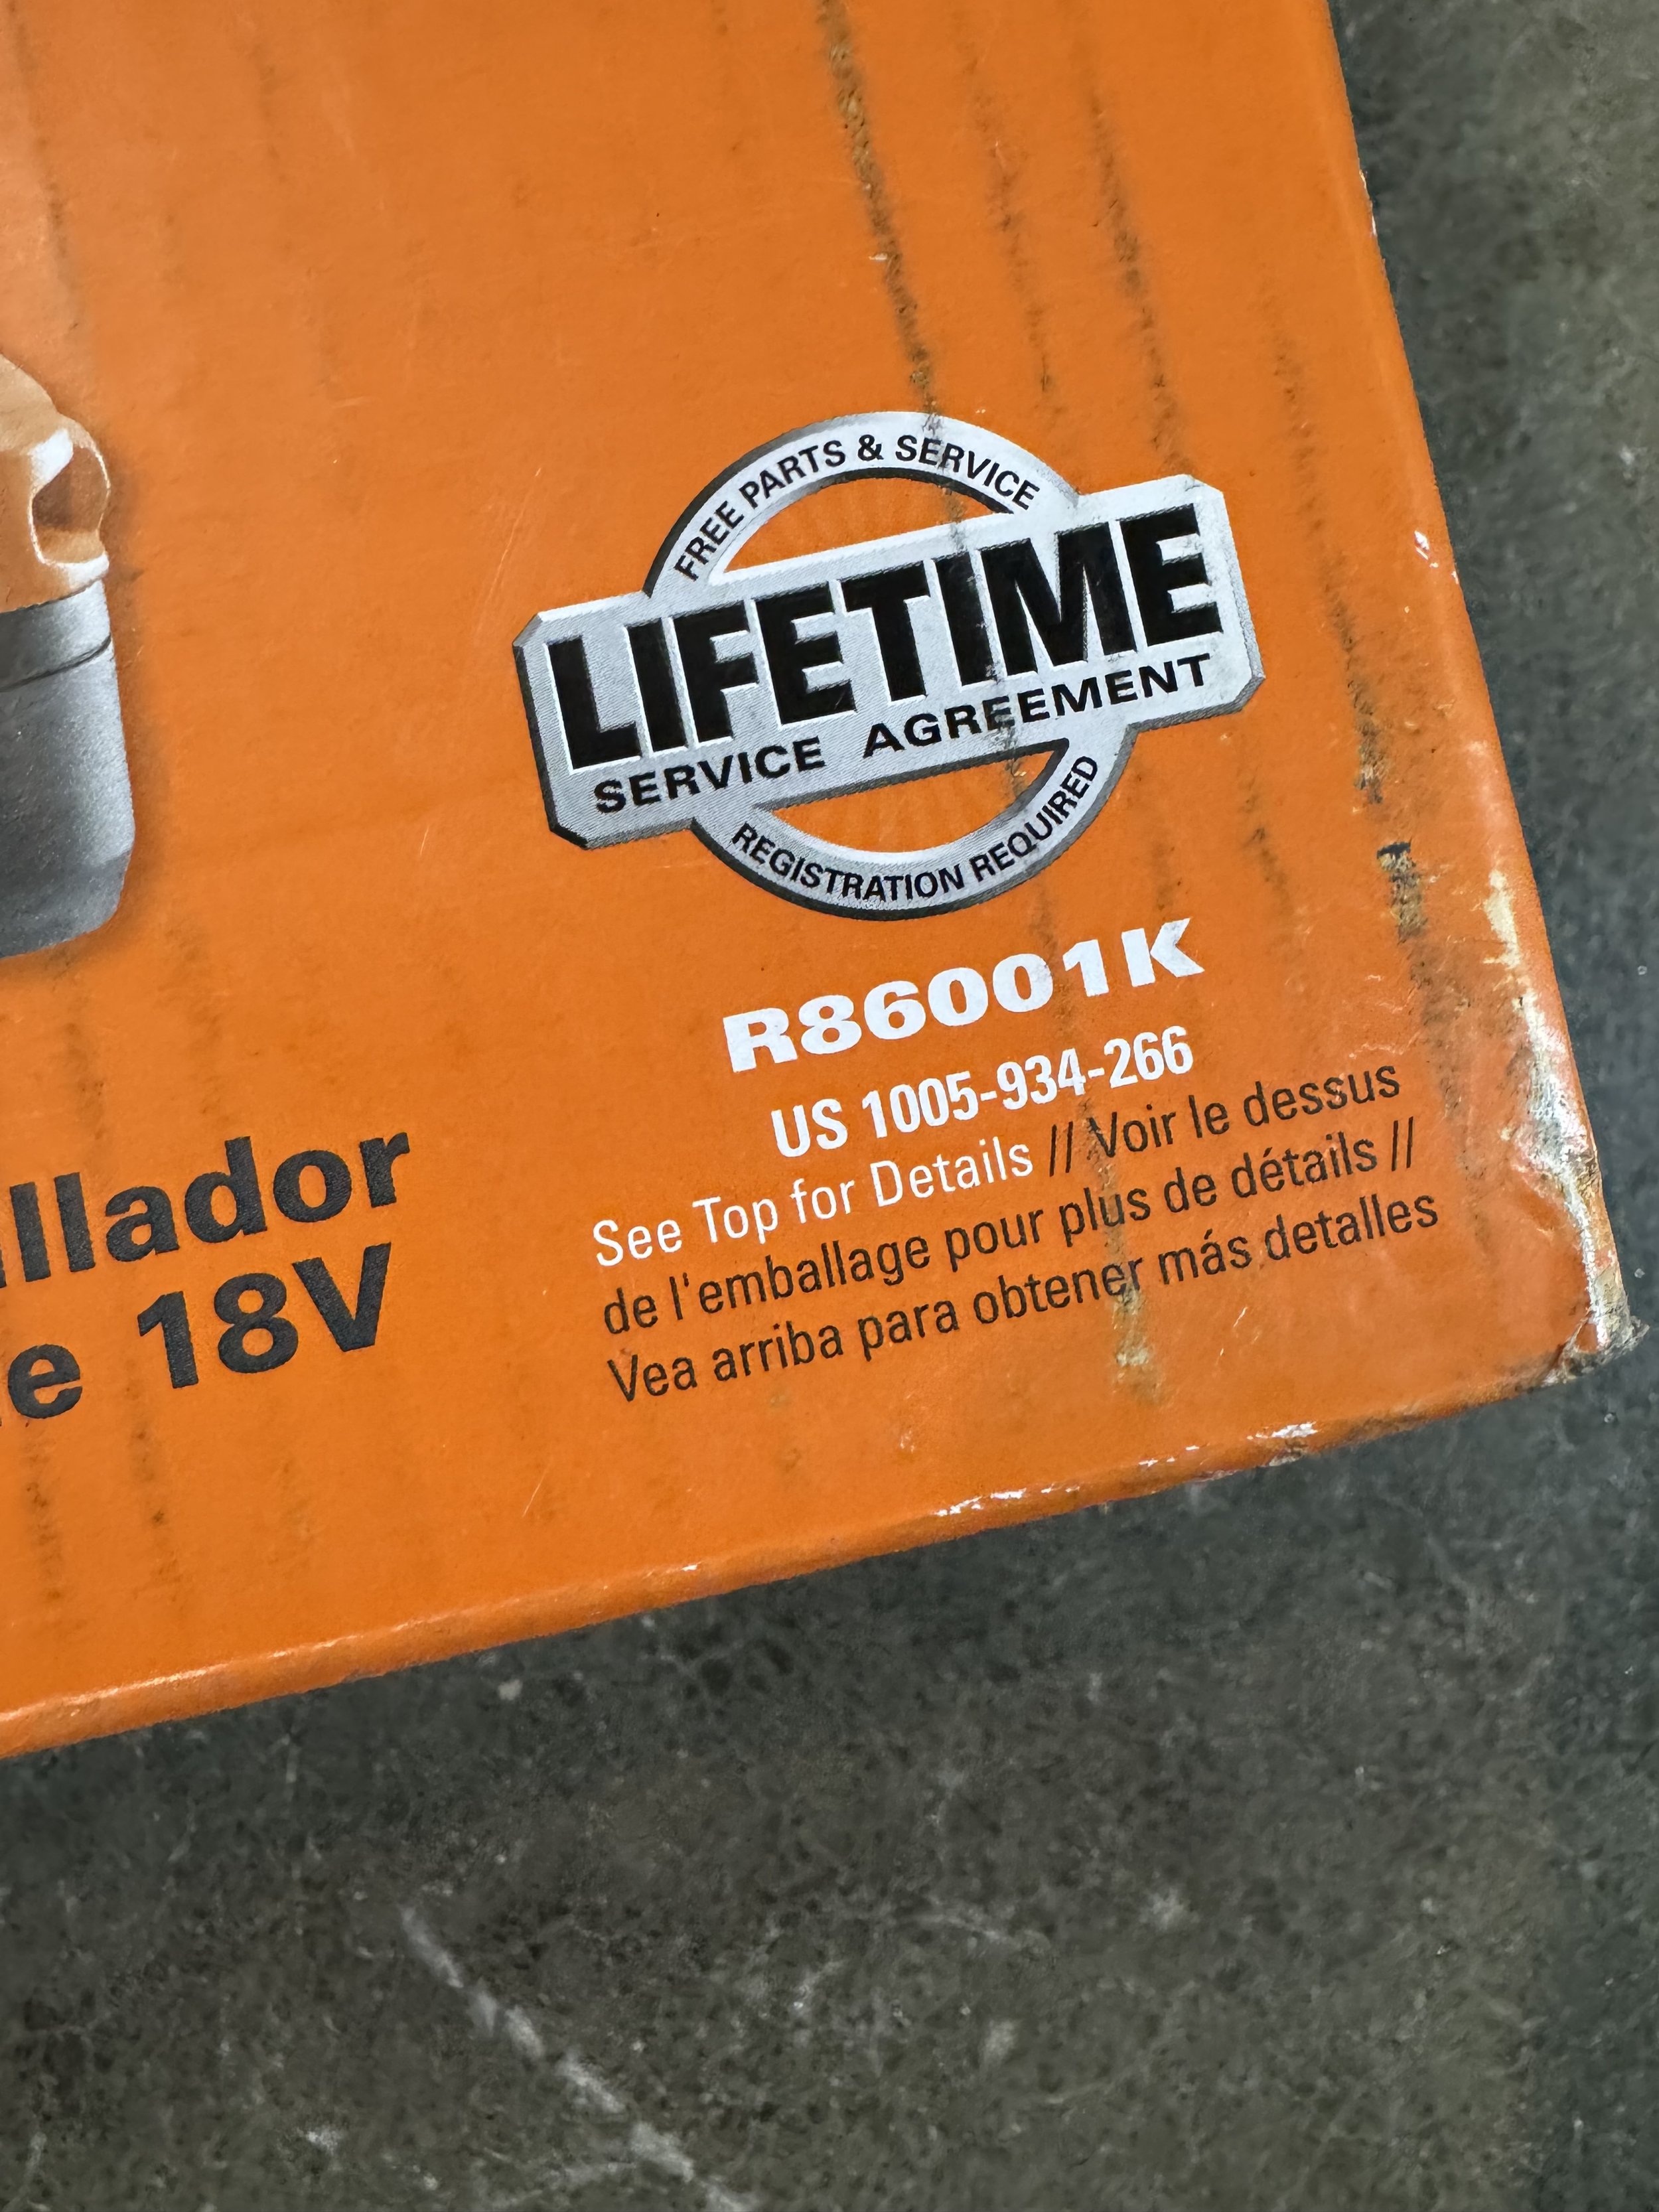 FREE PARTS & SERVICE
LIFETIME
SERVICE AGREEMENT
REGISTRATION REQUIRED
R86001K
US 1005-934-266
See Top for Details // Voir le dessus
de l'emballage pour plus de détails //
Vea arriba para obtener más detalles
illador
e 18V